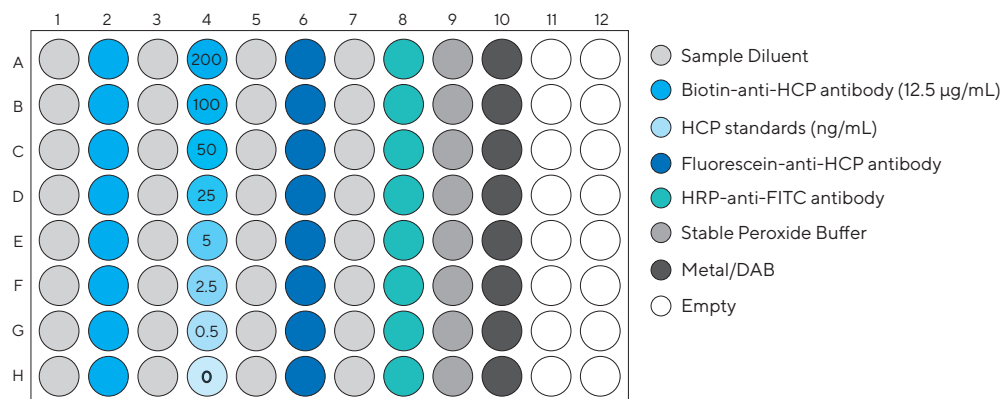 1 2 3 4 5 6 7 8 9 10 11 12
A 200
B 100
C 50
D 25
E 5
F 2.5
G 0.5
H 0
Sample Diluent
Biotin-anti-HCP antibody (12.5 µg/mL)
HCP standards (ng/mL)
Fluorescein-anti-HCP antibody
HRP-anti-FITC antibody
Stable Peroxide Buffer
Metal/DAB
Empty